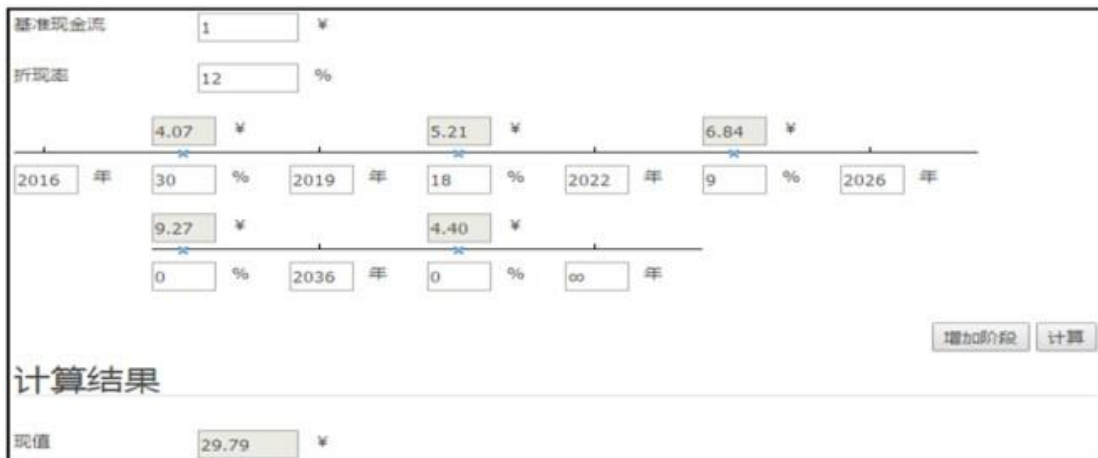 基准现金流 1 ¥
折现率 12 %
4.07 ¥ 5.21 ¥ 6.84 ¥
2016 年 30 % 2019 年 18 % 2022 年 9 % 2026 年
9.27 ¥ 4.40 ¥
0 % 2036 年 0 % ∞ 年
增加阶段 计算
计算结果
现值 29.79 ¥